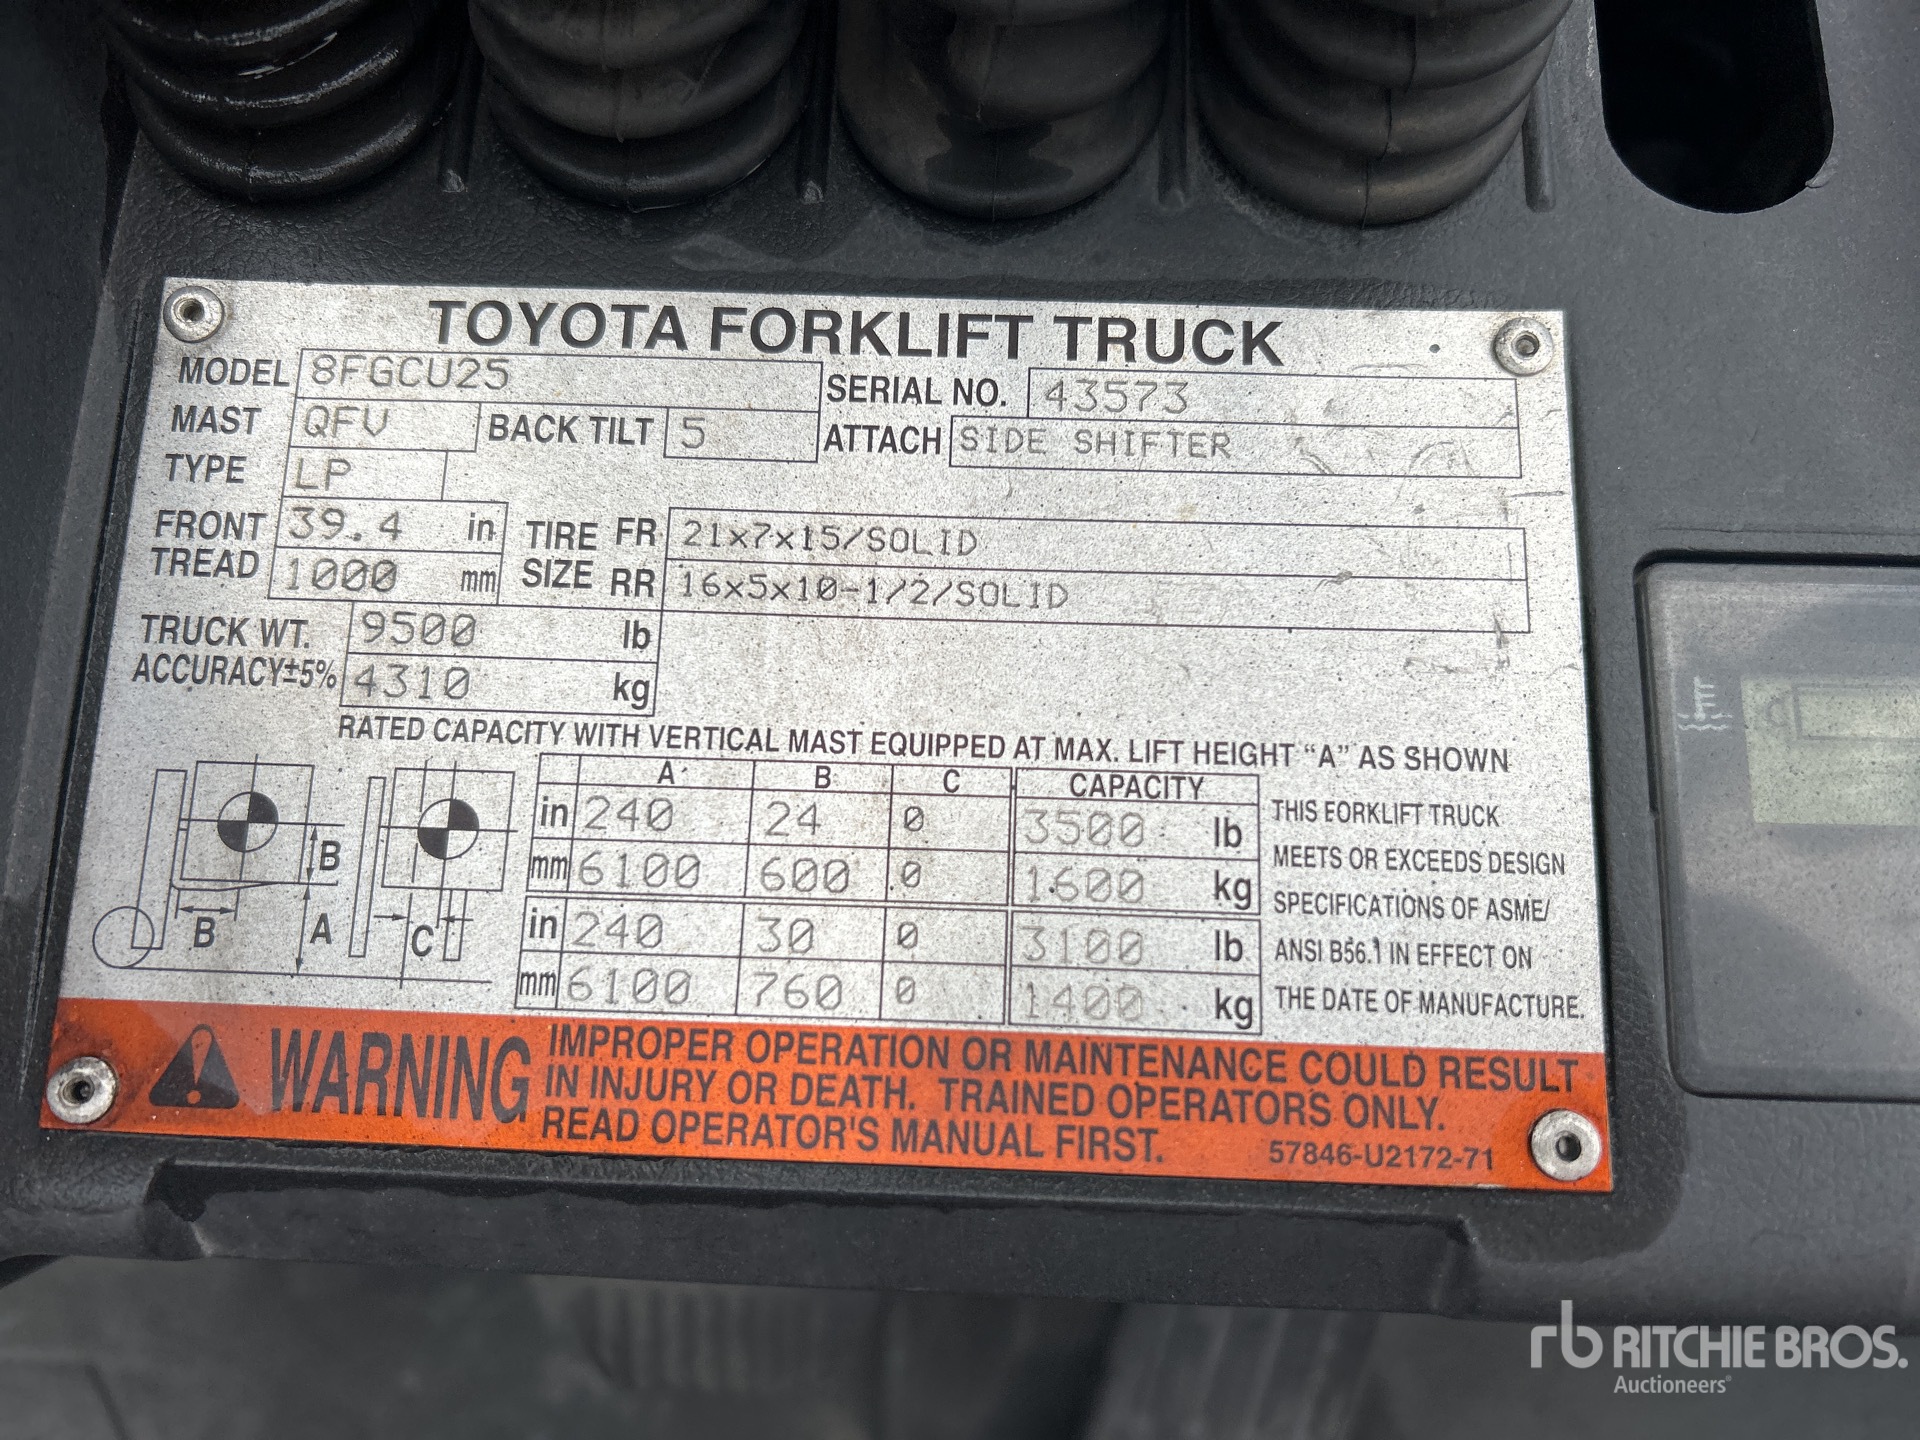 TOYOTA FORKLIFT TRUCK
MODEL 8FGCU25 SERIAL NO. 43573
MAST QFV BACK TILT 5 ATTACH SIDE SHIFTER
TYPE LP
FRONT TREAD 39.4 in TIRE SIZE FR 21x7x15/SOLID
1000 mm RR 16x5x10-1/2/SOLID
TRUCK WT. 9500 lb
ACCURACY±5% 4310 kg
RATED CAPACITY WITH VERTICAL MAST EQUIPPED AT MAX. LIFT HEIGHT "A" AS SHOWN
A B C CAPACITY
in 240 24 0 3500 lb
mm 6100 600 0 1600 kg
in 240 30 0 3100 lb
mm 6100 760 0 1400 kg
B
B A C
THIS FORKLIFT TRUCK
MEETS OR EXCEEDS DESIGN
SPECIFICATIONS OF ASME/
ANSI B56.1 IN EFFECT ON
THE DATE OF MANUFACTURE.
WARNING
IMPROPER OPERATION OR MAINTENANCE COULD RESULT
IN INJURY OR DEATH. TRAINED OPERATORS ONLY.
READ OPERATOR'S MANUAL FIRST.
57846-U2172-71
C
rb RITCHIE BROS.
Auctioneers